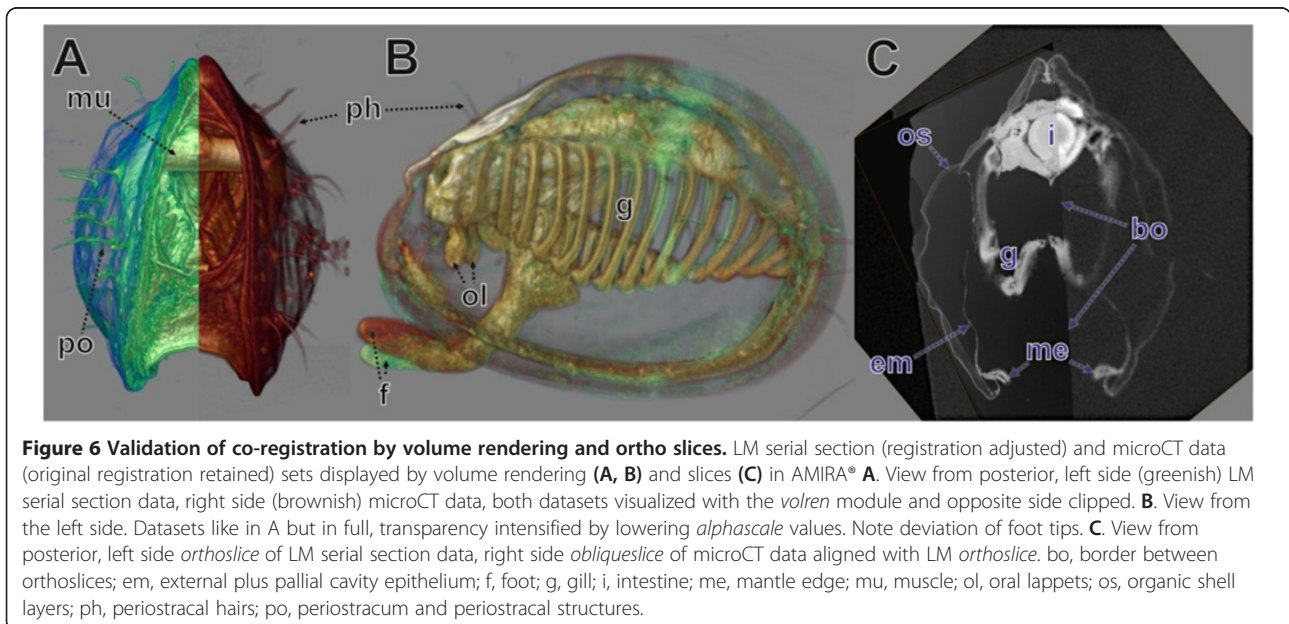 A
B
C
mu
ph
os
i
g
bo
po
ol
g
em
me
f
Figure 6 Validation of co-registration by volume rendering and ortho slices. LM serial section (registration adjusted) and microCT data
(original registration retained) sets displayed by volume rendering (A, B) and slices (C) in AMIRA® A. View from posterior, left side (greenish) LM
serial section data, right side (brownish) microCT data, both datasets visualized with the volren module and opposite side clipped. B. View from
the left side. Datasets like in A but in full, transparency intensified by lowering alphascale values. Note deviation of foot tips. C. View from
posterior, left side orthoslice of LM serial section data, right side obliqueslice of microCT data aligned with LM orthoslice. bo, border between
orthoslices; em, external plus pallial cavity epithelium; f, foot; g, gill; i, intestine; me, mantle edge; mu, muscle; ol, oral lappets; os, organic shell
layers; ph, periostracal hairs; po, periostracum and periostracal structures.